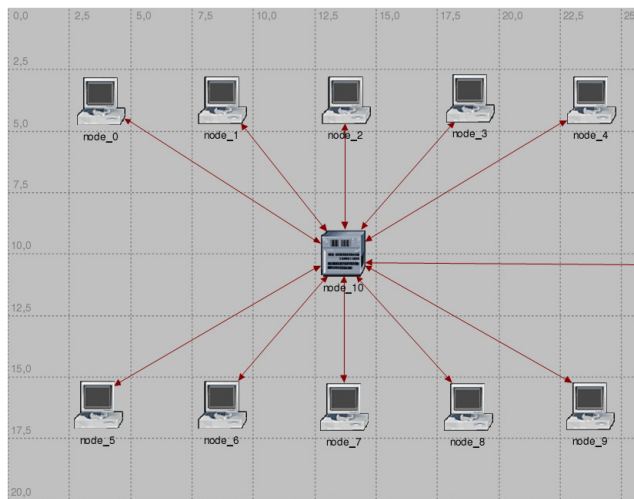 0,0 2,5 5,0 7,5 10,0 12,5 15,0 17,5 20,0 22,5 25,0
2,5
node_0 node_1 node_2 node_3 node_4
5,0
7,5
10,0
node_10
12,5
15,0
17,5
node_5 node_6 node_7 node_8 node_9
20,0